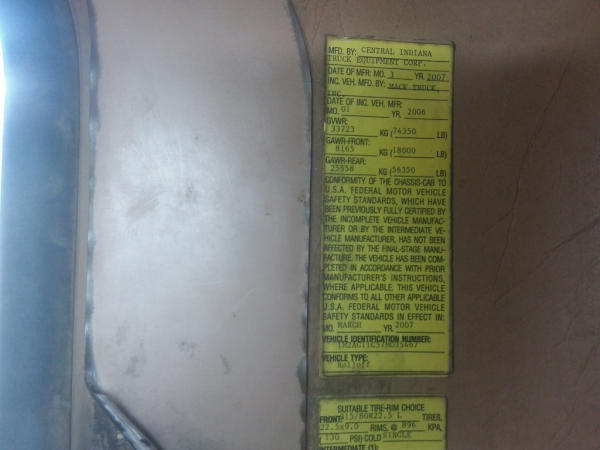 MFD. BY: CENTRAL INDIANA
TRUCK EQUIPMENT CORP.
DATE OF MFR: MO. 3 YR. 2007
INC. VEH. MFD. BY: MACK TRUCK,
INC.
DATE OF INC. VEH. MFR:
MO. 01 YR. 2006
GVWR:
33723 KG (74350 LB)
GAWR-FRONT:
8165 KG (18000 LB)
GAWR-REAR:
25558 KG (56350 LB)
CONFORMITY OF THE CHASSIS-CAB TO
U.S.A. FEDERAL MOTOR VEHICLE
SAFETY STANDARDS, WHICH HAVE
BEEN PREVIOUSLY FULLY CERTIFIED BY
THE INCOMPLETE VEHICLE MANUFAC-
TURER OR BY THE INTERMEDIATE VE-
HICLE MANUFACTURER, HAS NOT BEEN
AFFECTED BY THE FINAL-STAGE MANU-
FACTURE. THE VEHICLE HAS BEEN COM-
PLETED IN ACCORDANCE WITH PRIOR
MANUFACTURER'S INSTRUCTIONS,
WHERE APPLICABLE. THIS VEHICLE
CONFORMS TO ALL OTHER APPLICABLE
U.S.A. FEDERAL MOTOR VEHICLE
SAFETY STANDARDS IN EFFECT IN:
MO. MARCH YR. 2007
VEHICLE IDENTIFICATION NUMBER:
VEHICLE TYPE:
Rolloff
SUITABLE TIRE-RIM CHOICE
FRONT: 315/80R22.5 L TIRES,
22.5x9.0 RIMS, @ 896 KPA,
(130 PSI) COLD SINGLE
INTERMEDIATE (1):